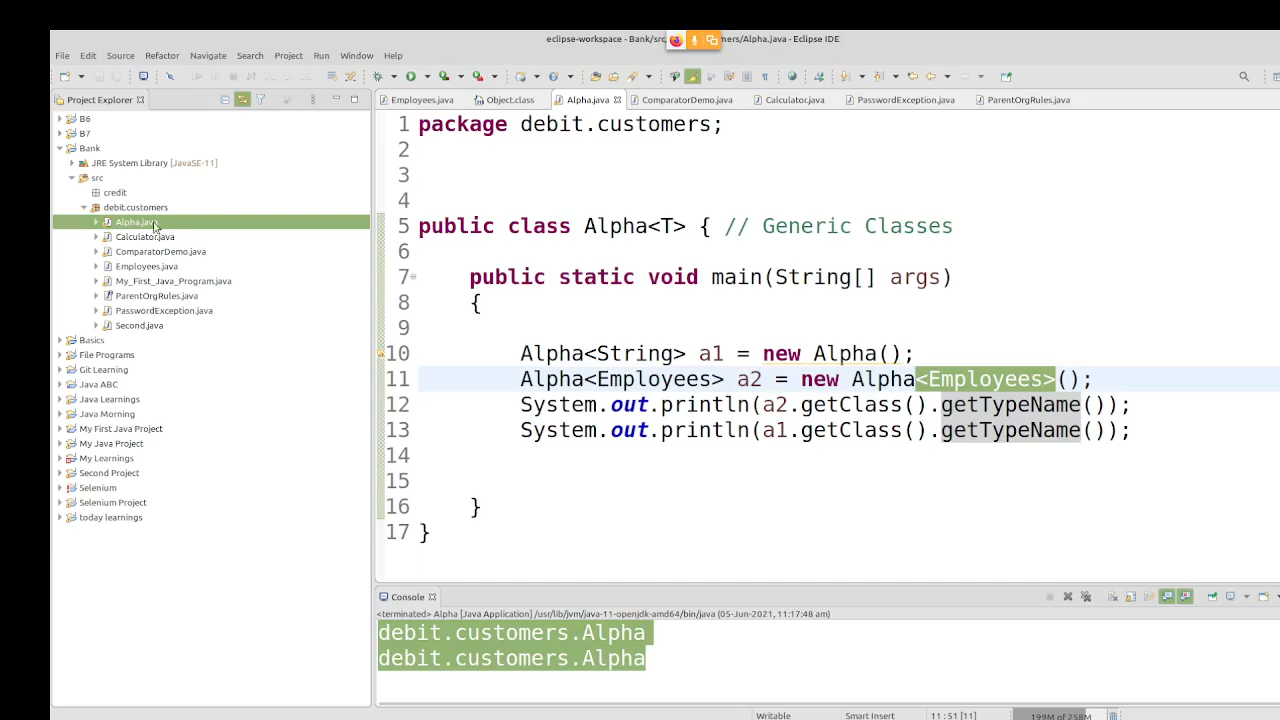 eclipse-workspace - Bank/src mers/Alpha.java - Eclipse IDE
File Edit Source Refactor Navigate Search Project Run Window Help
Project Explorer
Employees.java Object.class Alpha.java ComparatorDemo.java Calculator.java PasswordException.java ParentOrgRules.java
B6
B7
Bank
JRE System Library [JavaSE-11]
src
credit
debit.customers
Alpha.java
Calculator.java
ComparatorDemo.java
Employees.java
My_First_Java_Program.java
ParentOrgRules.java
PasswordException.java
Second.java
Basics
File Programs
Git Learning
Java ABC
Java Learnings
Java Morning
My First Java Project
My Java Project
My Learnings
Second Project
Selenium
Selenium Project
today learnings
1 package debit.customers;
2
3
4
5 public class Alpha<T> { // Generic Classes
6
7 public static void main(String[] args)
8 {
9
10 Alpha<String> a1 = new Alpha();
11 Alpha<Employees> a2 = new Alpha<Employees>();
12 System.out.println(a2.getClass().getTypeName());
13 System.out.println(a1.getClass().getTypeName());
14
15
16 }
17 }
Console
<terminated> Alpha [Java Application] /usr/lib/jvm/java-11-openjdk-amd64/bin/java (05-Jun-2021, 11:17:48 am)
debit.customers.Alpha
debit.customers.Alpha
Writable Smart Insert 11 : 51 [11] 199M of 258M